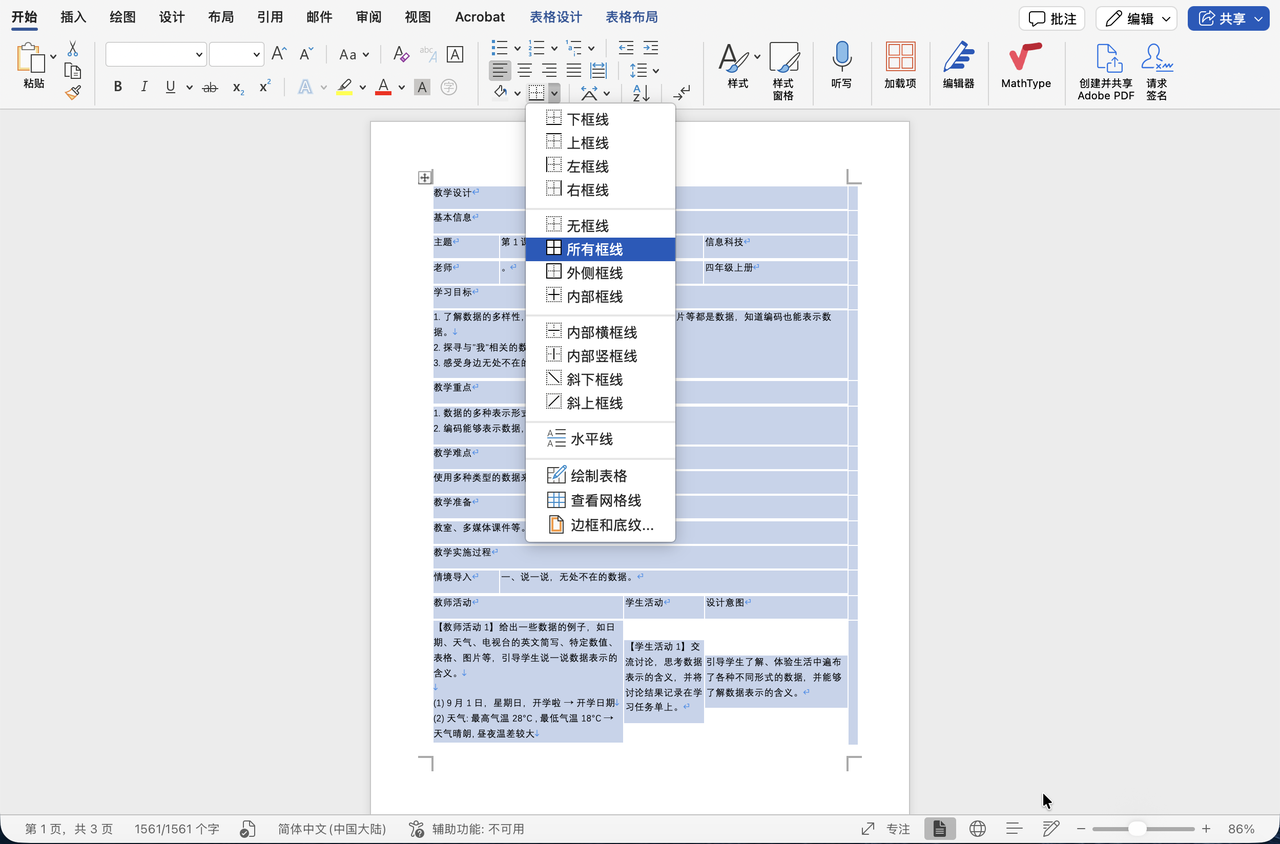 开始 插入 绘图 设计 布局 引用 邮件 审阅 视图 Acrobat 表格设计 表格布局 批注 编辑 共享
粘贴
Aa
A
B I U ab x₂ x² A A A 字
A
Z
样式
样式
窗格
听写
加载项
编辑器
MathType
创建并共享
Adobe PDF
请求
签名
下框线
上框线
左框线
右框线
无框线
所有框线
外侧框线
内部框线
内部横框线
内部竖框线
斜下框线
斜上框线
水平线
绘制表格
查看网格线
边框和底纹...
教学设计
基本信息
主题 第 1 信息科技
老师 。 四年级上册
学习目标
1. 了解数据的多样性, 片等都是数据，知道编码也能表示数
据。
2. 探寻与"我"相关的数
3. 感受身边无处不在的
教学重点
1. 数据的多种表示形式
2. 编码能够表示数据,
教学难点
使用多种类型的数据来
教学准备
教室、多媒体课件等。
教学实施过程
情境导入 一、说一说，无处不在的数据。
教师活动 学生活动 设计意图
【教师活动 1】给出一些数据的例子，如日
期、天气、电视台的英文简写、特定数值、
表格、图片等，引导学生说一说数据表示的
含义。
(1) 9 月 1 日，星期日，开学啦 → 开学日期
(2) 天气: 最高气温 28°C , 最低气温 18°C →
天气晴朗, 昼夜温差较大
【学生活动 1】交
流讨论，思考数据
表示的含义，并将
讨论结果记录在学
习任务单上。
引导学生了解、体验生活中遍布
了各种不同形式的数据，并能够
了解数据表示的含义。
第 1 页，共 3 页 1561/1561 个字 简体中文 (中国大陆) 辅助功能: 不可用 专注 86%